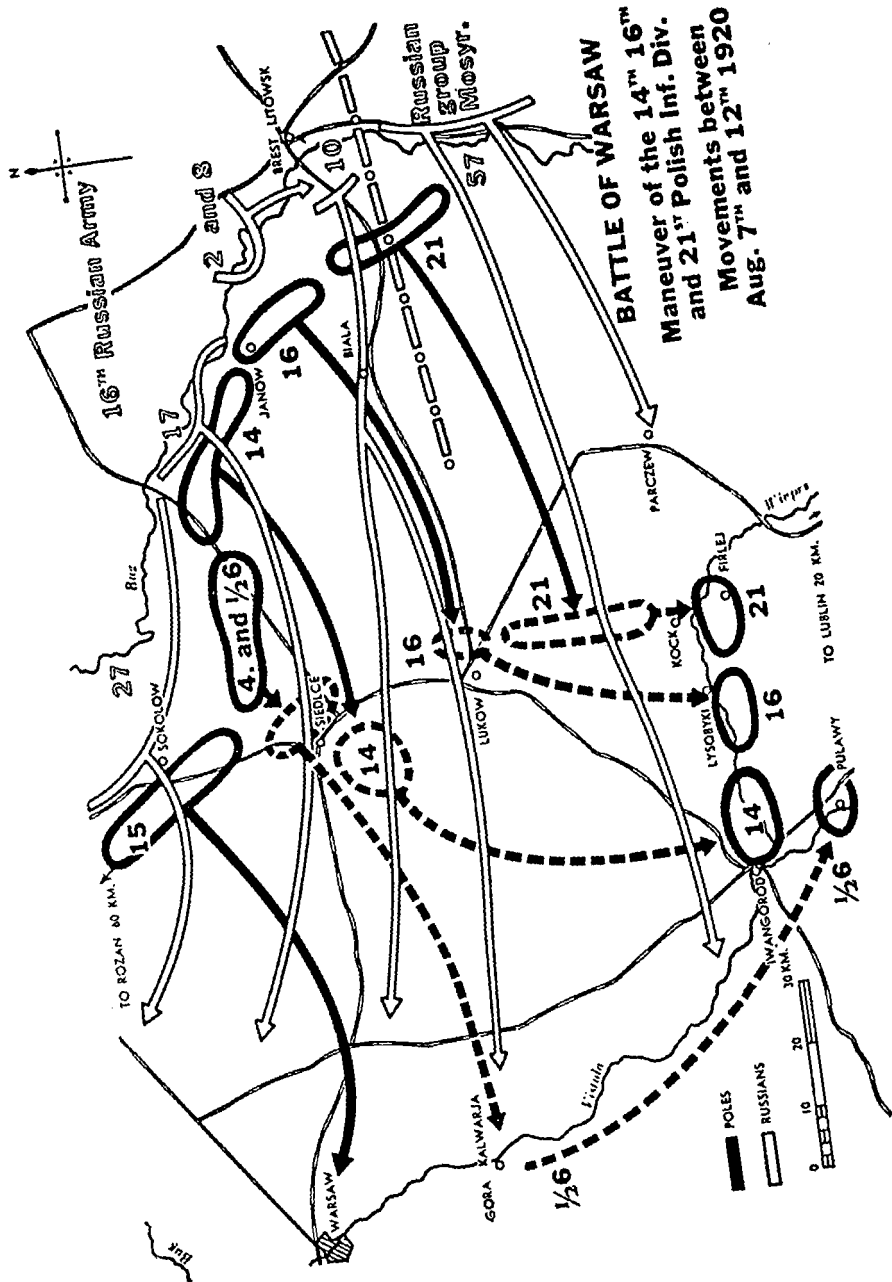 N
16TH Russian Army
2 and 8
BREST LITOWSK
10
Russian
group
Mosyr.
57
17
27
Bug
SOKOLOW
15
TO ROZAN 60 KM.
4. and ½6
14
JANOW
16
BIALA
21
SIEDLCE
14
16
LUKOW
21
PARCZEW
Wieprz
KOCK
FIRLEJ
21
LYSOBYKI
16
TO LUBLIN 20 KM.
14
IWANGOROD
PULAWY
½6
Bug
WARSAW
GORA KALWARJA
½6
Vistula
BATTLE OF WARSAW
Maneuver of the 14TH 16TH
and 21ST Polish Inf. Div.
Movements between
Aug. 7TH and 12TH 1920
POLES
RUSSIANS
0 10 20 30 KM.